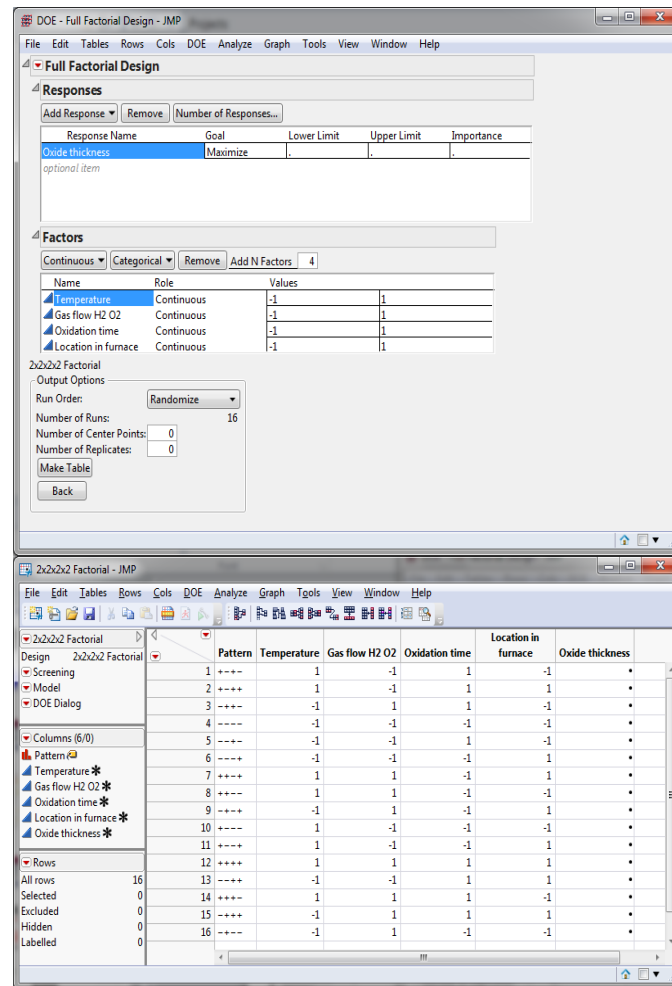 DOE - Full Factorial Design - JMP
File Edit Tables Rows Cols DOE Analyze Graph Tools View Window Help
Full Factorial Design
Responses
Add Response Remove Number of Responses...
Response Name Goal Lower Limit Upper Limit Importance
Oxide thickness Maximize . . .
optional item
Factors
Continuous Categorical Remove Add N Factors 4
Name Role Values
Temperature Continuous -1 1
Gas flow H2 O2 Continuous -1 1
Oxidation time Continuous -1 1
Location in furnace Continuous -1 1
2x2x2x2 Factorial
Output Options
Run Order: Randomize
Number of Runs: 16
Number of Center Points: 0
Number of Replicates: 0
Make Table
Back
2x2x2x2 Factorial - JMP
File Edit Tables Rows Cols DOE Analyze Graph Tools View Window Help
2x2x2x2 Factorial
Design 2x2x2x2 Factorial
Screening
Model
DOE Dialog
Columns (6/0)
Pattern
Temperature
Gas flow H2 O2
Oxidation time
Location in furnace
Oxide thickness
Rows
All rows 16
Selected 0
Excluded 0
Hidden 0
Labelled 0
Pattern Temperature Gas flow H2 O2 Oxidation time Location in furnace Oxide thickness
1 +-+- 1 -1 1 -1 •
2 +-++ 1 -1 1 1 •
3 -++- -1 1 1 -1 •
4 ---- -1 -1 -1 -1 •
5 --+- -1 -1 1 -1 •
6 ---+ -1 -1 -1 1 •
7 ++-+ 1 1 -1 1 •
8 ++-- 1 1 -1 -1 •
9 -+-+ -1 1 -1 1 •
10 +--- 1 -1 -1 -1 •
11 +--+ 1 -1 -1 1 •
12 ++++ 1 1 1 1 •
13 --++ -1 -1 1 1 •
14 +++- 1 1 1 -1 •
15 -+++ -1 1 1 1 •
16 -+-- -1 1 -1 -1 •